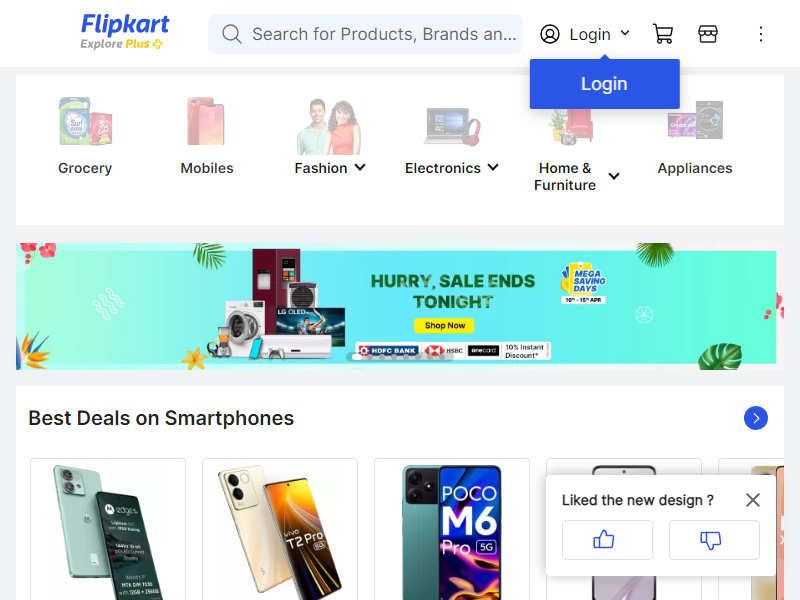 Flipkart
Explore Plus
Search for Products, Brands an...
Login
Login
Surf
Grocery
Mobiles
Fashion
Electronics
Home &
Furniture
Appliances
HURRY, SALE ENDS
TONIGHT
Shop Now
MEGA
SAVING
DAYS
10th - 15th APR
LG OLED
HDFC BANK
HSBC
onecard
10% Instant
Discount*
Best Deals on Smartphones
edge
vivo
T2 Pro 5G
POCO
M6
Pro 5G
Liked the new design ?